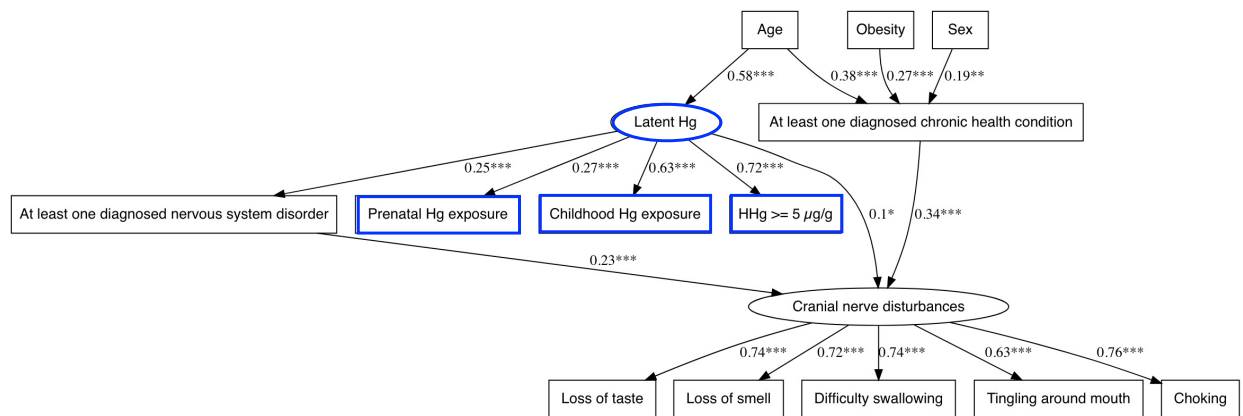 Age
Obesity
Sex
0.58***
0.38***
0.27***
0.19**
Latent Hg
At least one diagnosed chronic health condition
0.25***
0.27***
0.63***
0.72***
At least one diagnosed nervous system disorder
Prenatal Hg exposure
Childhood Hg exposure
HHg >= 5 µg/g
0.1*
0.34***
0.23***
Cranial nerve disturbances
0.74***
0.72***
0.74***
0.63***
0.76***
Loss of taste
Loss of smell
Difficulty swallowing
Tingling around mouth
Choking